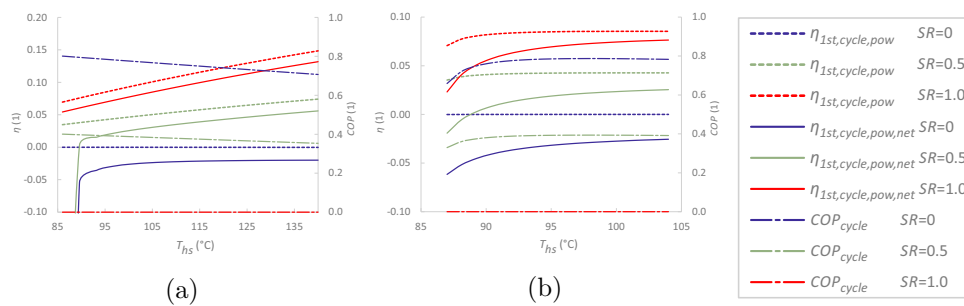 0.20
0.15
0.10
0.05
0.00
-0.05
-0.10
η (1)
1.0
0.8
0.6
0.4
0.2
0.0
COP (1)
85 95 105 115 125 135
T_hs (°C)
(a)
0.10
0.05
0.00
-0.05
-0.10
η (1)
1.0
0.8
0.6
0.4
0.2
0.0
COP (1)
85 90 95 100 105
T_hs (°C)
(b)
η_1st,cycle,pow SR=0
η_1st,cycle,pow SR=0.5
η_1st,cycle,pow SR=1.0
η_1st,cycle,pow,net SR=0
η_1st,cycle,pow,net SR=0.5
η_1st,cycle,pow,net SR=1.0
COP_cycle SR=0
COP_cycle SR=0.5
COP_cycle SR=1.0